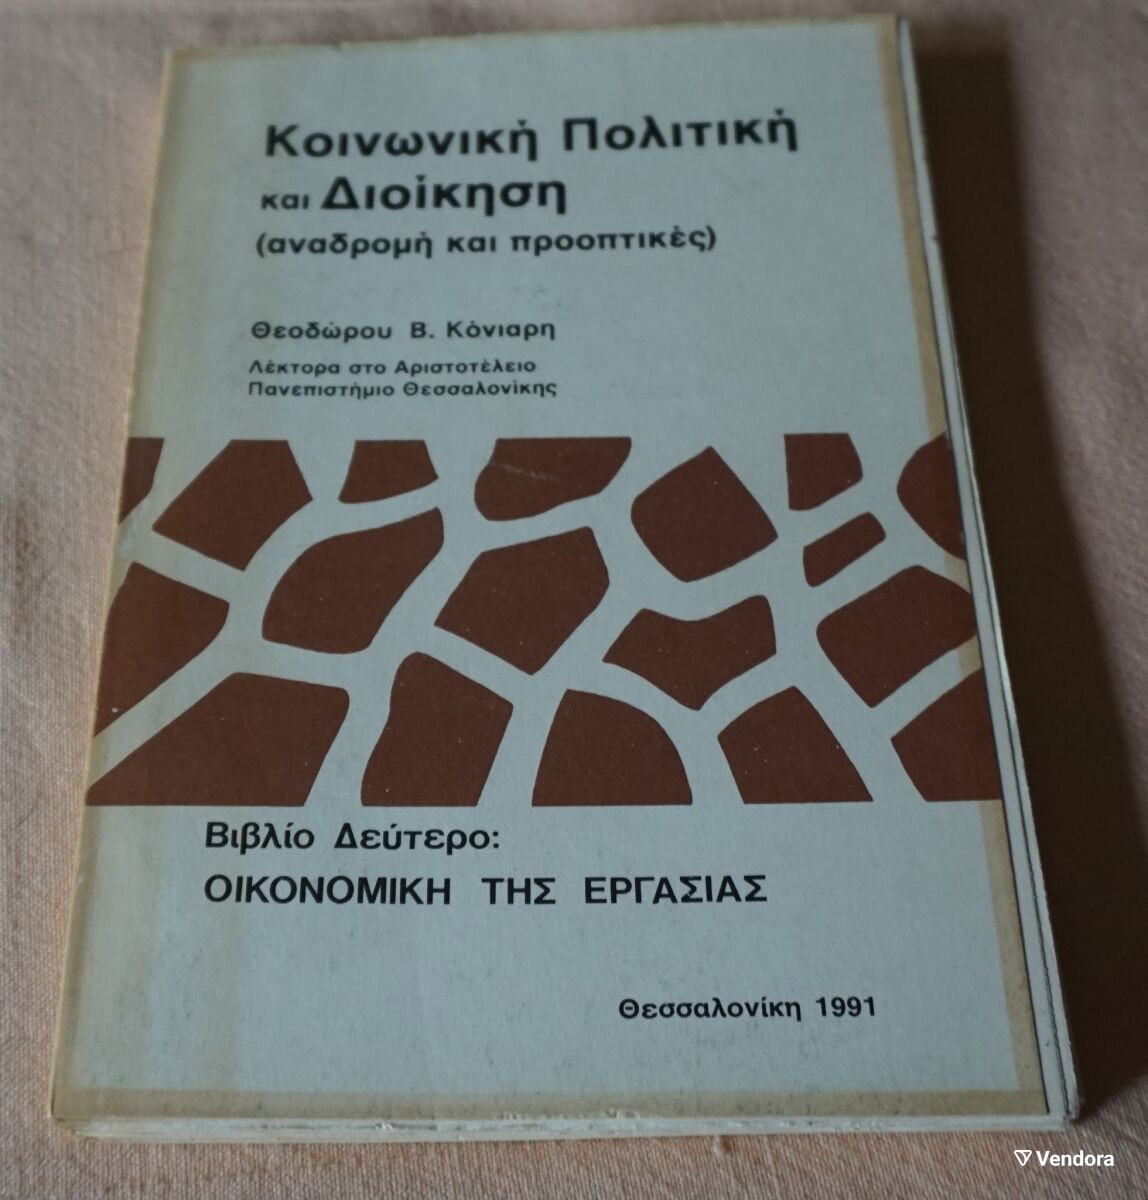 Κοινωνική Πολιτική
και Διοίκηση
(αναδρομή και προοπτικές)
Θεοδώρου Β. Κόνιαρη
Λέκτορα στο Αριστοτέλειο
Πανεπιστήμιο Θεσσαλονίκης
Βιβλίο Δεύτερο:
ΟΙΚΟΝΟΜΙΚΗ ΤΗΣ ΕΡΓΑΣΙΑΣ
Θεσσαλονίκη 1991
Vendora